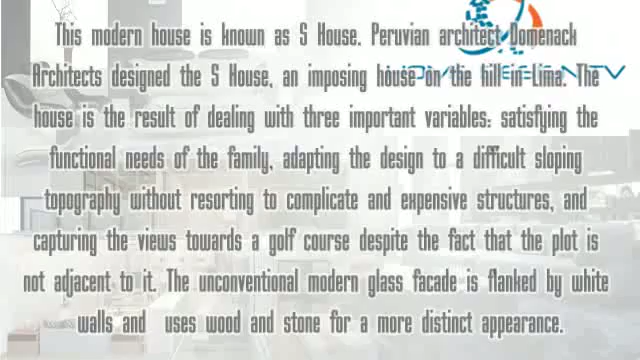 This modern house is known as S House. Peruvian architect Domenack
Architects designed the S House, an imposing house on the hill in Lima. The
HOME DESIGN TV
house is the result of dealing with three important variables: satisfying the
functional needs of the family, adapting the design to a difficult sloping
topography without resorting to complicate and expensive structures, and
capturing the views towards a golf course despite the fact that the plot is
not adjacent to it. The unconventional modern glass facade is flanked by white
walls and uses wood and stone for a more distinct appearance.